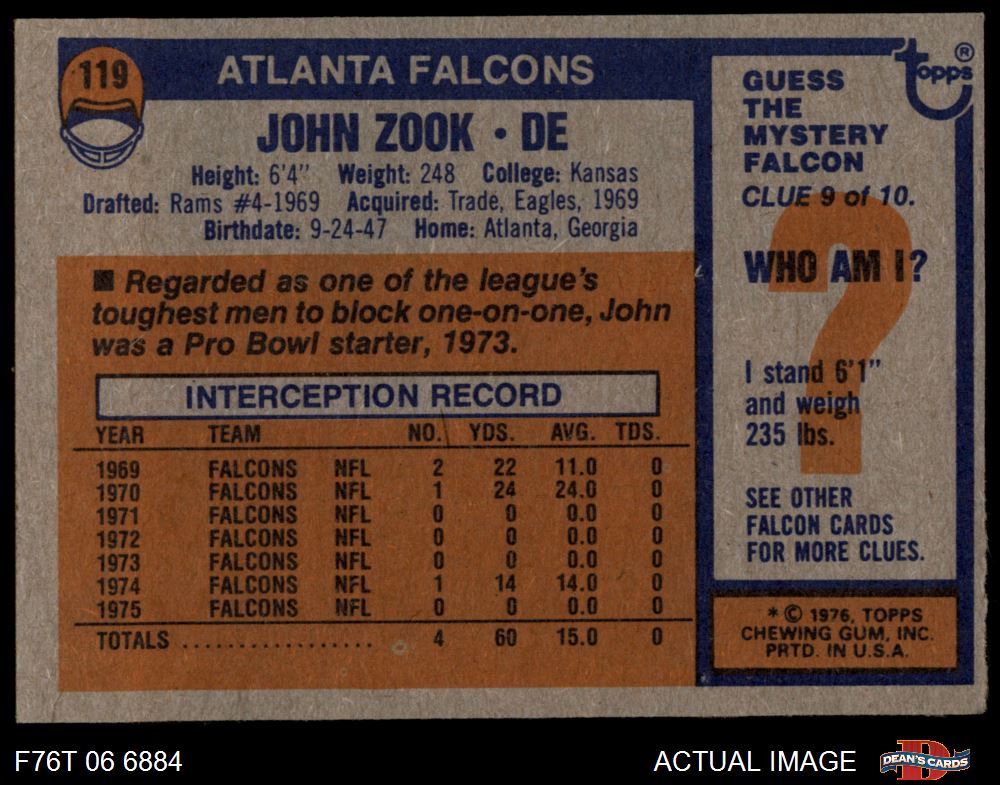 119
ATLANTA FALCONS
JOHN ZOOK • DE
Height: 6'4" Weight: 248 College: Kansas
Drafted: Rams #4-1969 Acquired: Trade, Eagles, 1969
Birthdate: 9-24-47 Home: Atlanta, Georgia
■ Regarded as one of the league's
toughest men to block one-on-one, John
was a Pro Bowl starter, 1973.
INTERCEPTION RECORD
YEAR TEAM NO. YDS. AVG. TDS.
1969 FALCONS NFL 2 22 11.0 0
1970 FALCONS NFL 1 24 24.0 0
1971 FALCONS NFL 0 0 0.0 0
1972 FALCONS NFL 0 0 0.0 0
1973 FALCONS NFL 0 0 0.0 0
1974 FALCONS NFL 1 14 14.0 0
1975 FALCONS NFL 0 0 0.0 0
TOTALS .................. 4 60 15.0 0
topps ®
GUESS
THE
MYSTERY
FALCON
CLUE 9 of 10.
?
WHO AM I?
I stand 6'1"
and weigh
235 lbs.
SEE OTHER
FALCON CARDS
FOR MORE CLUES.
* © 1976, TOPPS
CHEWING GUM, INC.
PRTD. IN U.S.A.
F76T 06 6884
ACTUAL IMAGE
D
DEAN'S CARDS